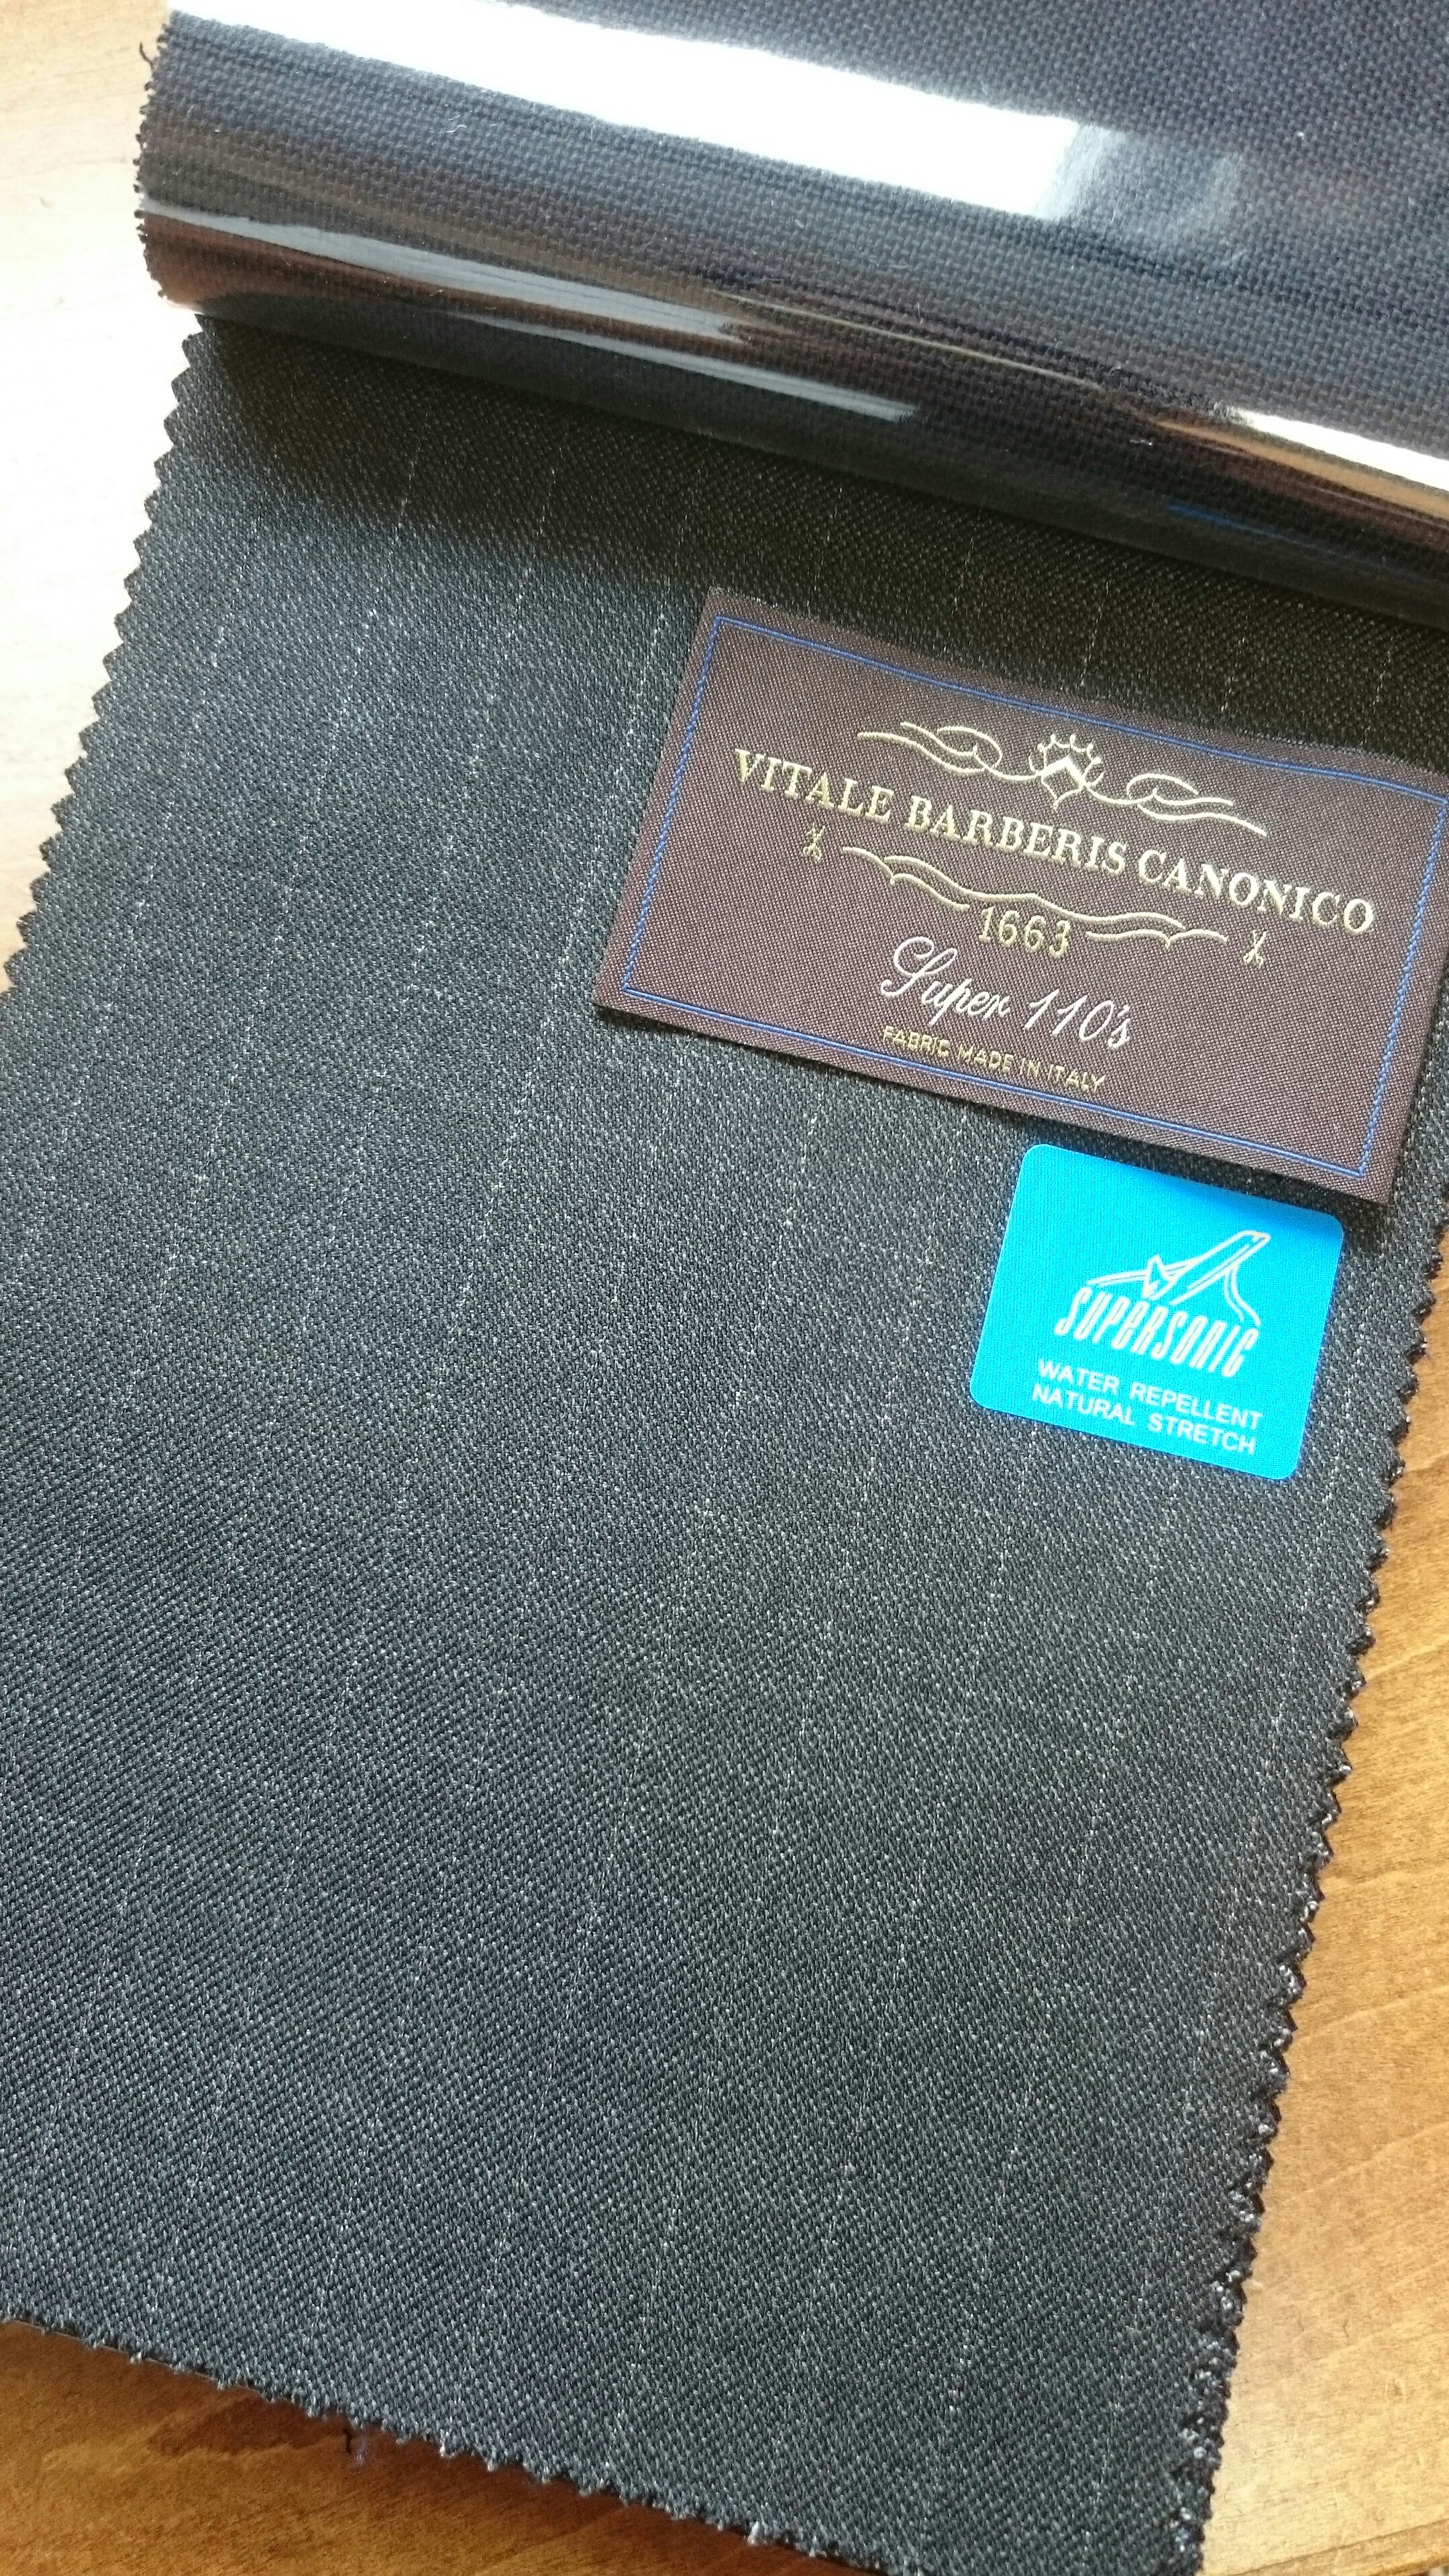 VITALE BARBERIS CANONICO
1663
Super 110's
FABRIC MADE IN ITALY
SUPERSONIC
WATER REPELLENT
NATURAL STRETCH